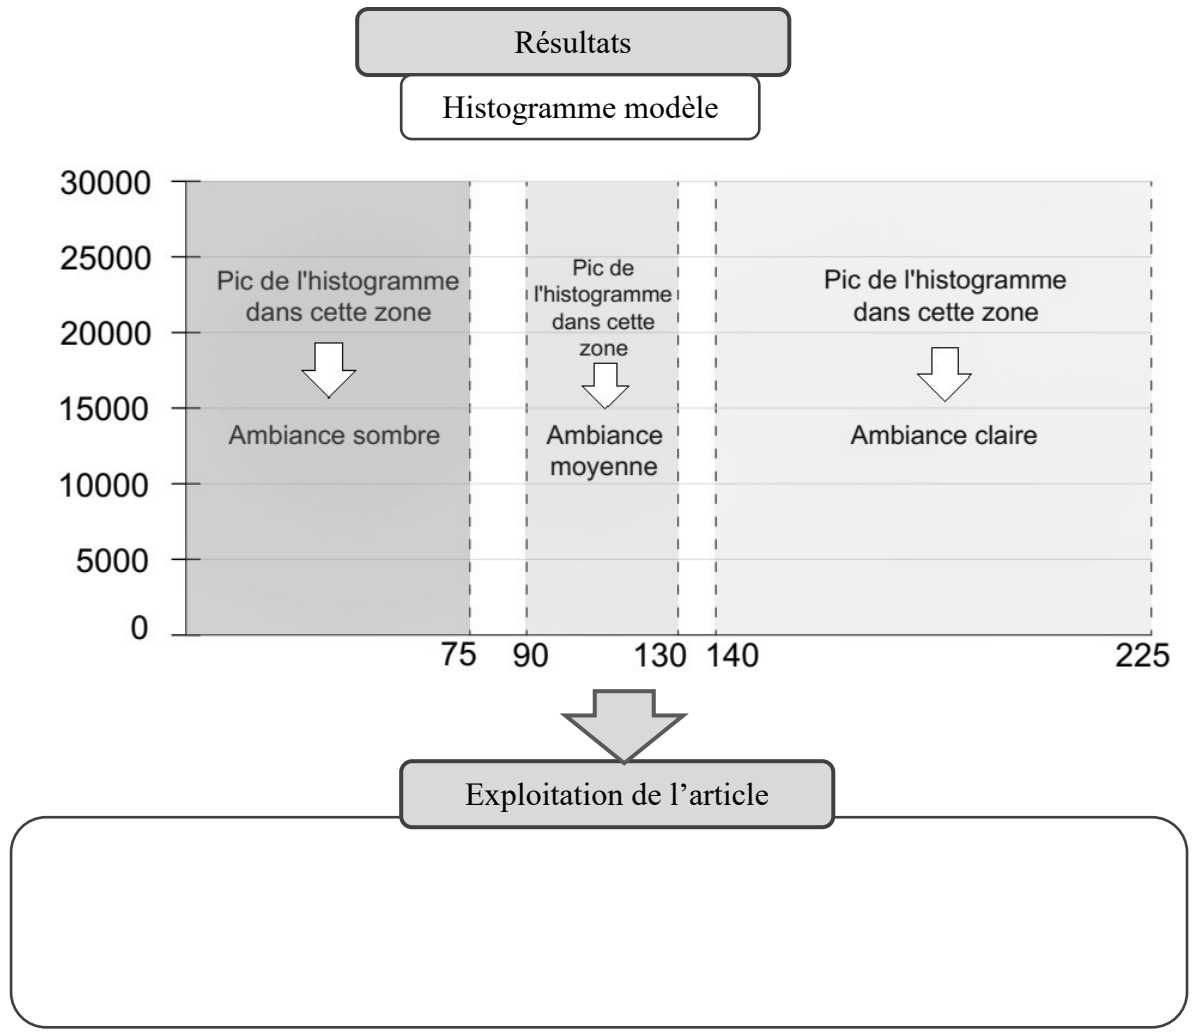 Résultats
Histogramme modèle
30000
25000
20000
15000
10000
5000
0
Pic de l'histogramme
dans cette zone
Ambiance sombre
Pic de
l'histogramme
dans cette
zone
Ambiance
moyenne
Pic de l'histogramme
dans cette zone
Ambiance claire
75 90 130 140 225
Exploitation de l’article